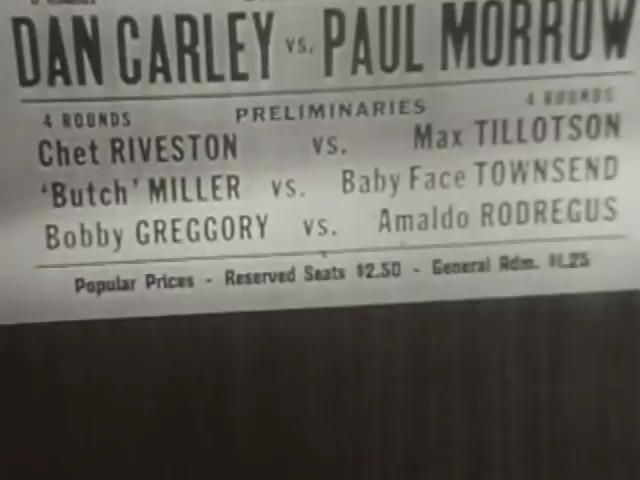 DAN CARLEY vs. PAUL MORROW
4 ROUNDS PRELIMINARIES 4 ROUNDS
Chet RIVESTON vs. Max TILLOTSON
'Butch' MILLER vs. Baby Face TOWNSEND
Bobby GREGGORY vs. Amaldo RODREGUS
Popular Prices - Reserved Seats $2.50 - General Adm. $1.25